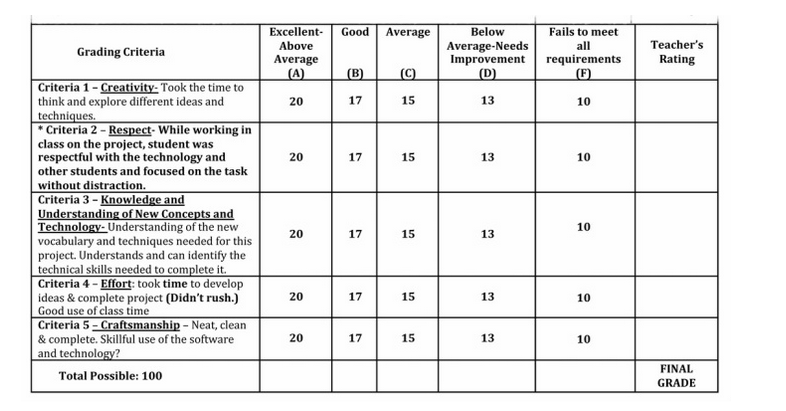 Grading Criteria
Excellent-
Above
Average
(A)
Good
(B)
Average
(C)
Below
Average-Needs
Improvement
(D)
Fails to meet
all
requirements
(F)
Teacher's
Rating
Criteria 1 – Creativity- Took the time to
think and explore different ideas and
techniques.
20 17 15 13 10
* Criteria 2 – Respect- While working in
class on the project, student was
respectful with the technology and
other students and focused on the task
without distraction.
20 17 15 13 10
Criteria 3 – Knowledge and
Understanding of New Concepts and
Technology- Understanding of the new
vocabulary and techniques needed for this
project. Understands and can identify the
technical skills needed to complete it.
20 17 15 13 10
Criteria 4 – Effort: took time to develop
ideas & complete project (Didn't rush.)
Good use of class time
20 17 15 13 10
Criteria 5 – Craftsmanship – Neat, clean
& complete. Skillful use of the software
and technology?
20 17 15 13 10
Total Possible: 100
FINAL
GRADE